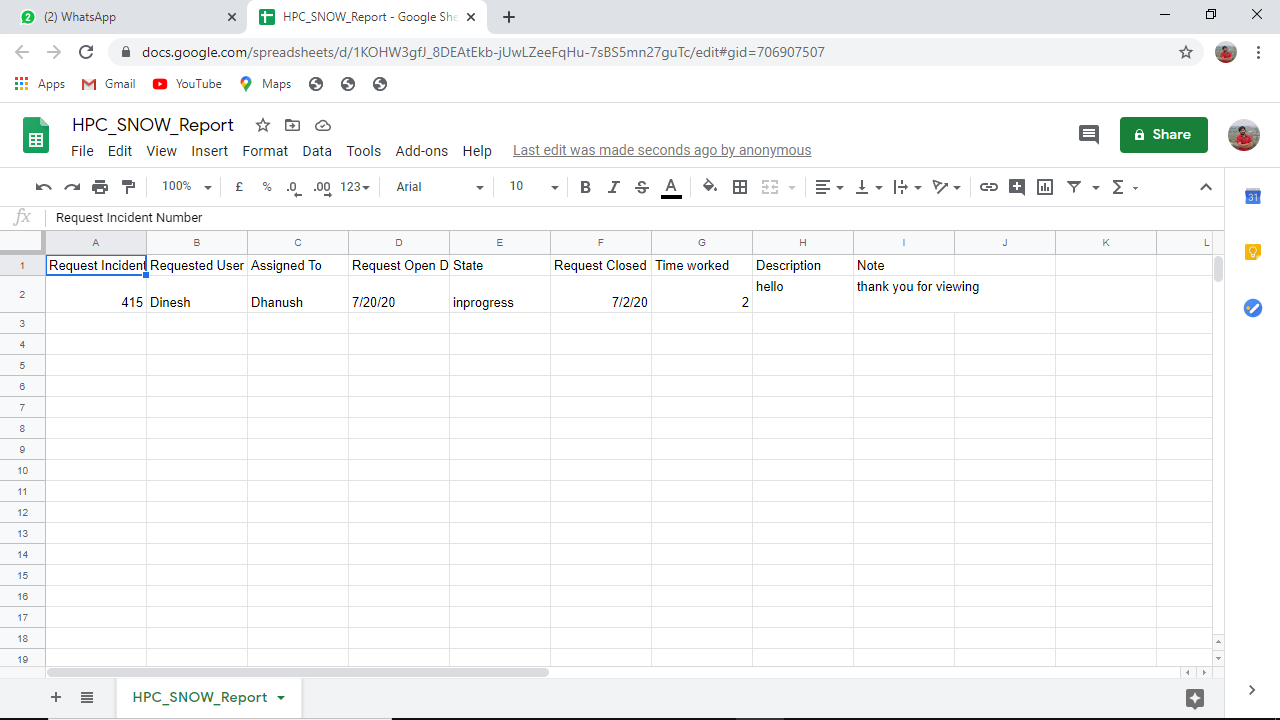 (2) WhatsApp
HPC_SNOW_Report - Google She
docs.google.com/spreadsheets/d/1KOHW3gfJ_8DEAtEkb-jUwLZeeFqHu-7sBS5mn27guTc/edit#gid=706907507
Apps Gmail YouTube Maps
HPC_SNOW_Report
File Edit View Insert Format Data Tools Add-ons Help Last edit was made seconds ago by anonymous
Share
100% £ % .0 .00 123 Arial 10 B I S A Σ
31
fx Request Incident Number
A B C D E F G H I J K L
1 Request Incident Requested User Assigned To Request Open D State Request Closed Time worked Description Note
2 415 Dinesh Dhanush 7/20/20 inprogress 7/2/20 2 hello thank you for viewing
3
4
5
6
7
8
9
10
11
12
13
14
15
16
17
18
19
HPC_SNOW_Report